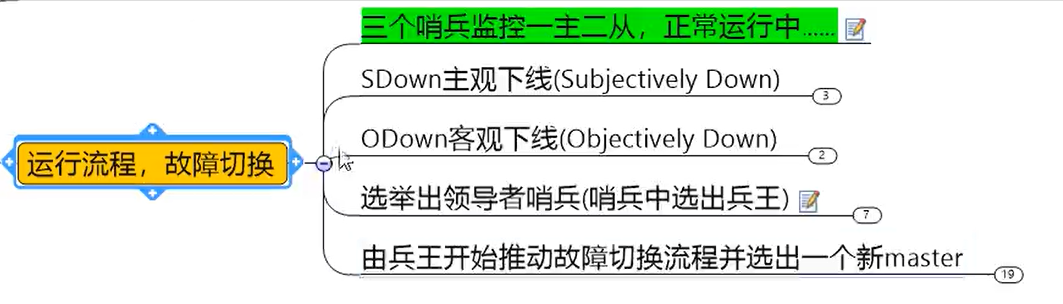 三个哨兵监控一主二从，正常运行中......
SDown主观下线(Subjectively Down)
3
ODown客观下线(Objectively Down)
2
运行流程，故障切换
选举出领导者哨兵(哨兵中选出兵王)
7
由兵王开始推动故障切换流程并选出一个新master
19